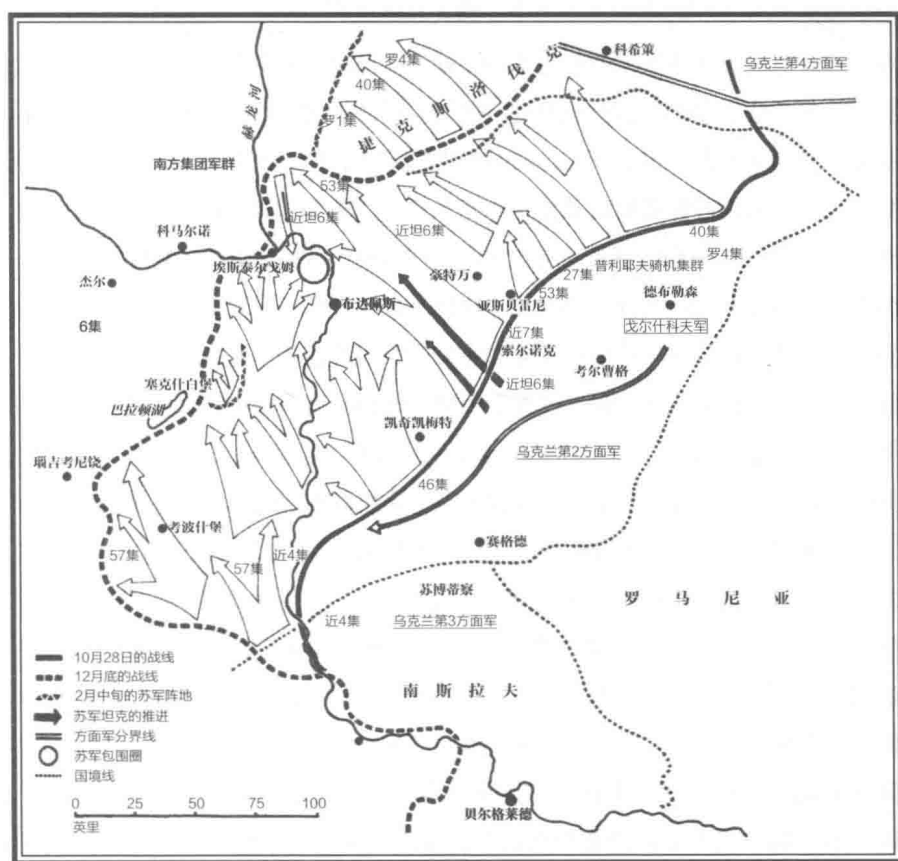 科希策
乌克兰第4方面军
罗4集
40集
罗1集
捷克斯洛伐克
赫龙河
南方集团军群
53集
近坦6集
科马尔诺
近坦6集
40集
罗4集
埃斯泰尔戈姆
豪特万
27集
普利耶夫骑机集群
杰尔
布达佩斯
亚斯贝雷尼
53集
德布勒森
6集
近7集
戈尔什科夫军
索尔诺克
考尔曹格
塞克什白堡
近坦6集
巴拉顿湖
凯奇凯梅特
瑙吉考尼饶
乌克兰第2方面军
46集
考波什堡
赛格德
57集
57集
近4集
苏博蒂察
罗马尼亚
近4集
乌克兰第3方面军
南斯拉夫
贝尔格莱德
10月28日的战线
12月底的战线
2月中旬的苏军阵地
苏军坦克的推进
方面军分界线
苏军包围圈
国境线
0 25 50 75 100
英里